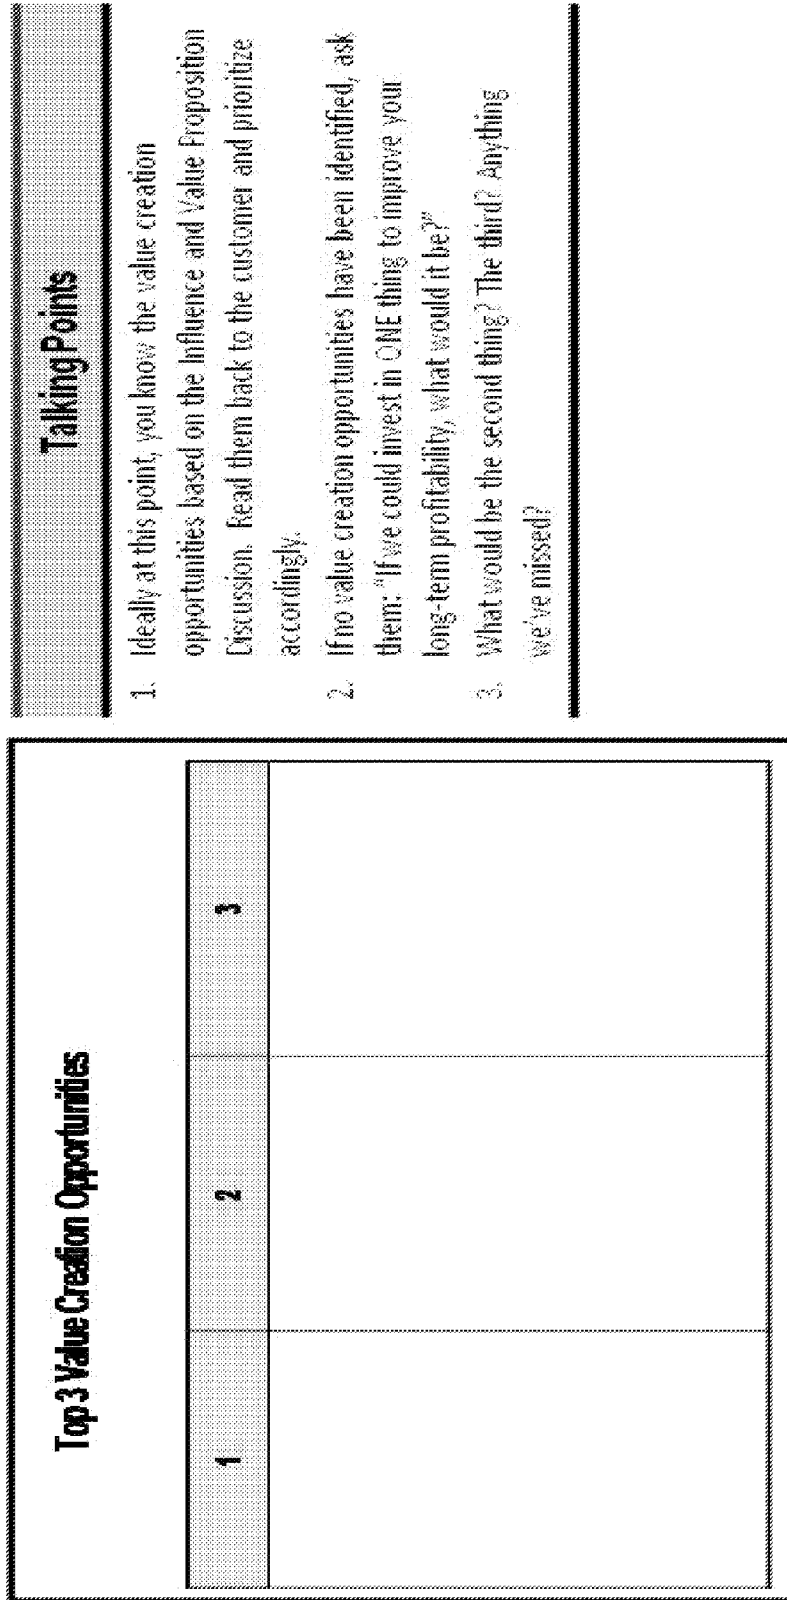 Top 3 Value Creation Opportunities
1
2
3
Talking Points
1. Ideally at this point, you know the value creation
opportunities based on the Influence and Value Proposition
Discussion. Read them back to the customer and prioritize
accordingly.
2. If no value creation opportunities have been identified, ask
them: "If we could invest in ONE thing to improve your
long-term profitability, what would it be?"
3. What would be the second thing? The third? Anything
we've missed?